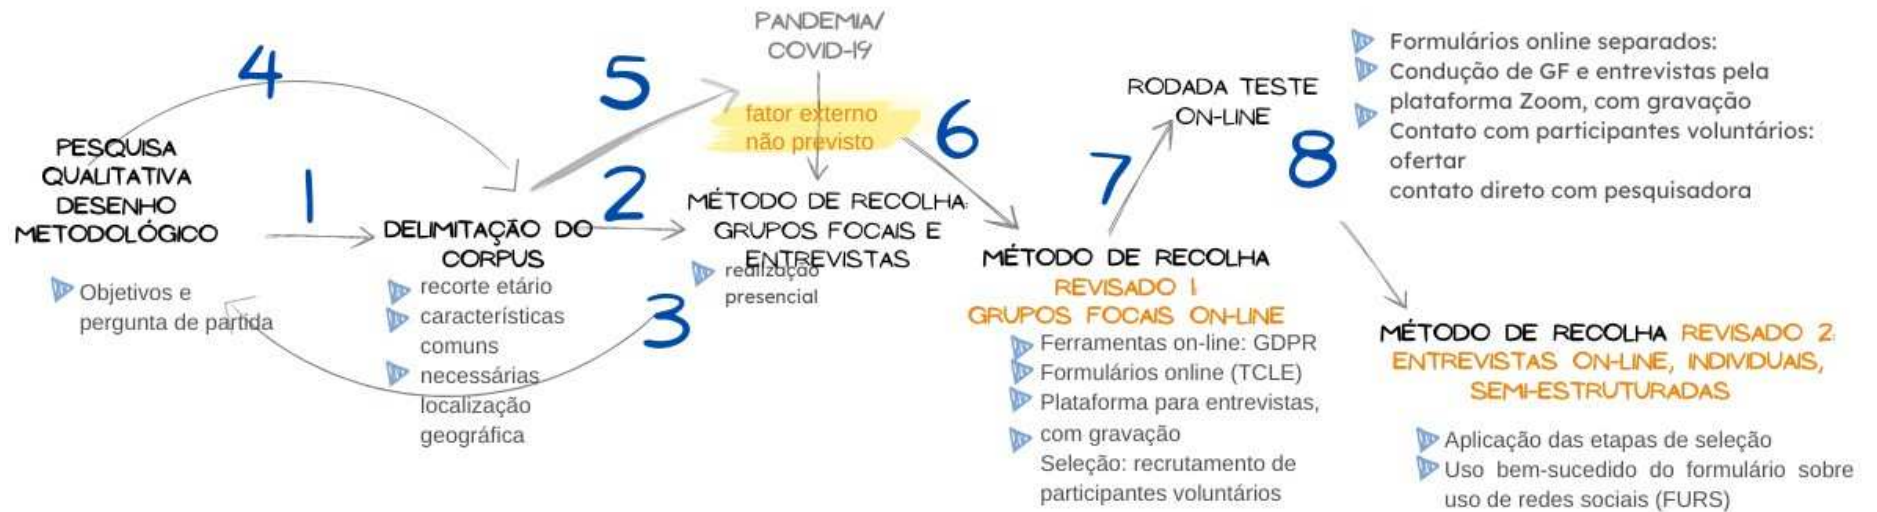 4
PESQUISA
QUALITATIVA
DESENHO
METODOLÓGICO
Objetivos e
pergunta de partida
1
DELIMITAÇÃO DO
CORPUS
recorte etário
características
comuns
necessárias
localização
geográfica
5
2
3
PANDEMIA/
COVID-19
fator externo
não previsto
MÉTODO DE RECOLHA:
GRUPOS FOCAIS E
ENTREVISTAS
realização
presencial
6
MÉTODO DE RECOLHA
REVISADO 1:
GRUPOS FOCAIS ON-LINE
Ferramentas on-line: GDPR
Formulários online (TCLE)
Plataforma para entrevistas,
com gravação
Seleção: recrutamento de
participantes voluntários
7
RODADA TESTE
ON-LINE
8
Formulários online separados:
Condução de GF e entrevistas pela
plataforma Zoom, com gravação
Contato com participantes voluntários:
ofertar
contato direto com pesquisadora
MÉTODO DE RECOLHA REVISADO 2:
ENTREVISTAS ON-LINE, INDIVIDUAIS,
SEMI-ESTRUTURADAS
Aplicação das etapas de seleção
Uso bem-sucedido do formulário sobre
uso de redes sociais (FURS)